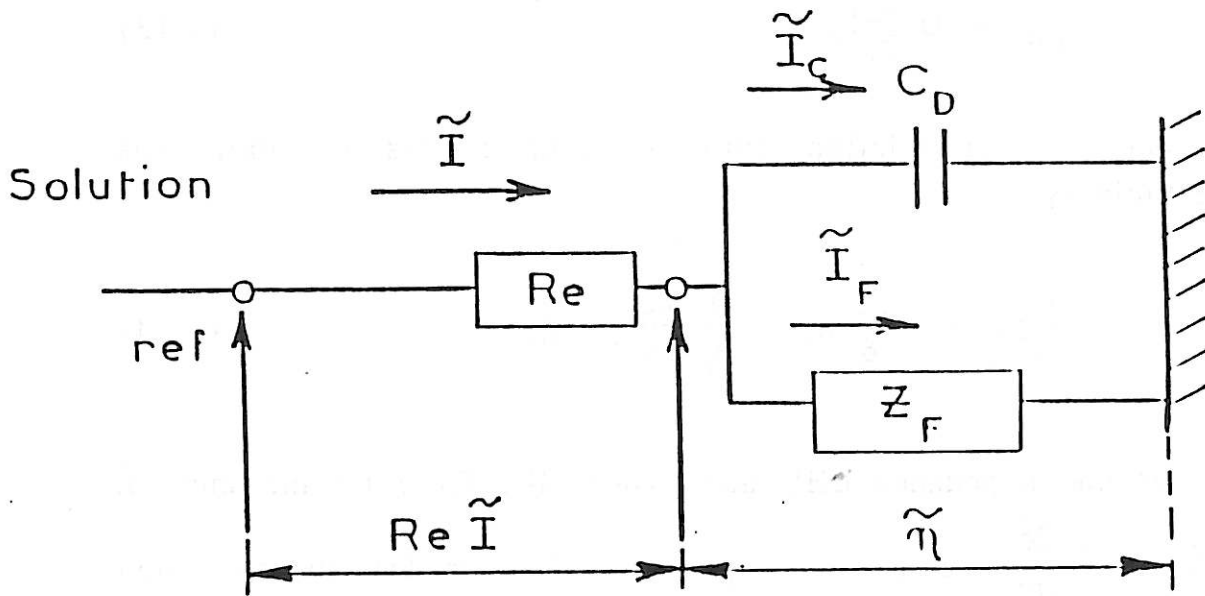 Ĩ_C
C_D
Ĩ
Solution
Ĩ_F
Re
ref
Z_F
Re Ĩ
η̃